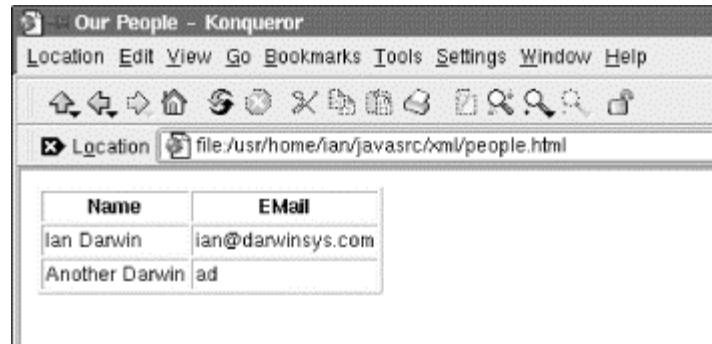 Our People - Konqueror
Location Edit View Go Bookmarks Tools Settings Window Help
Location file:/usr/home/ian/javasrc/xml/people.html
Name EMail
Ian Darwin ian@darwinsys.com
Another Darwin ad